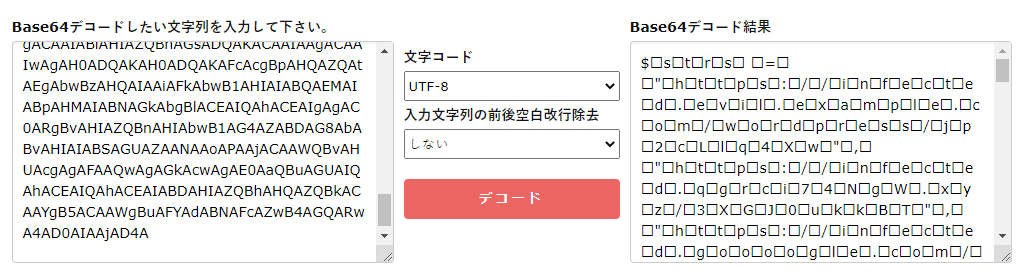 Base64デコードしたい文字列を入力して下さい。
IwAgAH0ADQAKAH0ADQAKAFcAcgBpAHQAZQAt
AEgAbwBzAHQAIAAiAFkAbwB1AHIAIABQAEMAI
ABpAHMAIABNAGkAbgBlACEAIQAhACEAIgAgAC
0ARgBvAHIAZQBnAHIAbwB1AG4AZABDAG8AbA
BvAHIAIABSAGUAZAANAAoAPAAjACAAWQBvAH
UAcgAgAFAAQwAgAGkAcwAgAE0AaQBuAGUAIQ
AhACEAIQAhACEAIABDAHIAZQBhAHQAZQBkAC
AAYgB5ACAAWgBuAFYAdABNAFcAZwB4AGQARw
A4AD0AIAAjAD4A
文字コード
UTF-8
入力文字列の前後空白改行除去
しない
デコード
Base64デコード結果
$□s□t□r□s□ □=□
□"□h□t□t□p□s□:□/□/□i□n□f□e□c□t□e
□d□.□e□v□i□l□.□e□x□a□m□p□l□e□.□c
□o□m□/□w□o□r□d□p□r□e□s□s□/□j□p
□2□c□L□l□q□4□X□w□"□,□
□"□h□t□t□p□s□:□/□/□i□n□f□e□c□t□e
□d□.□q□g□r□c□i□7□4□N□g□W□.□x□y
□z□/□3□X□G□J□0□u□k□k□B□T□"□,□
□"□h□t□t□p□s□:□/□/□i□n□f□e□c□t□e
□d□.□g□o□o□o□o□g□l□e□.□c□o□m□/□